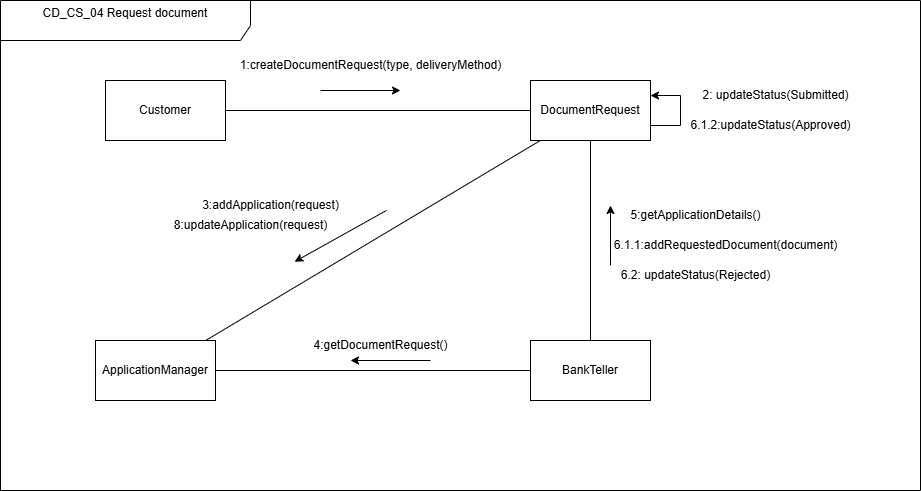 CD_CS_04 Request document
1:createDocumentRequest(type, deliveryMethod)
Customer
DocumentRequest
2: updateStatus(Submitted)
6.1.2:updateStatus(Approved)
3:addApplication(request)
8:updateApplication(request)
5:getApplicationDetails()
6.1.1:addRequestedDocument(document)
6.2: updateStatus(Rejected)
4:getDocumentRequest()
ApplicationManager
BankTeller